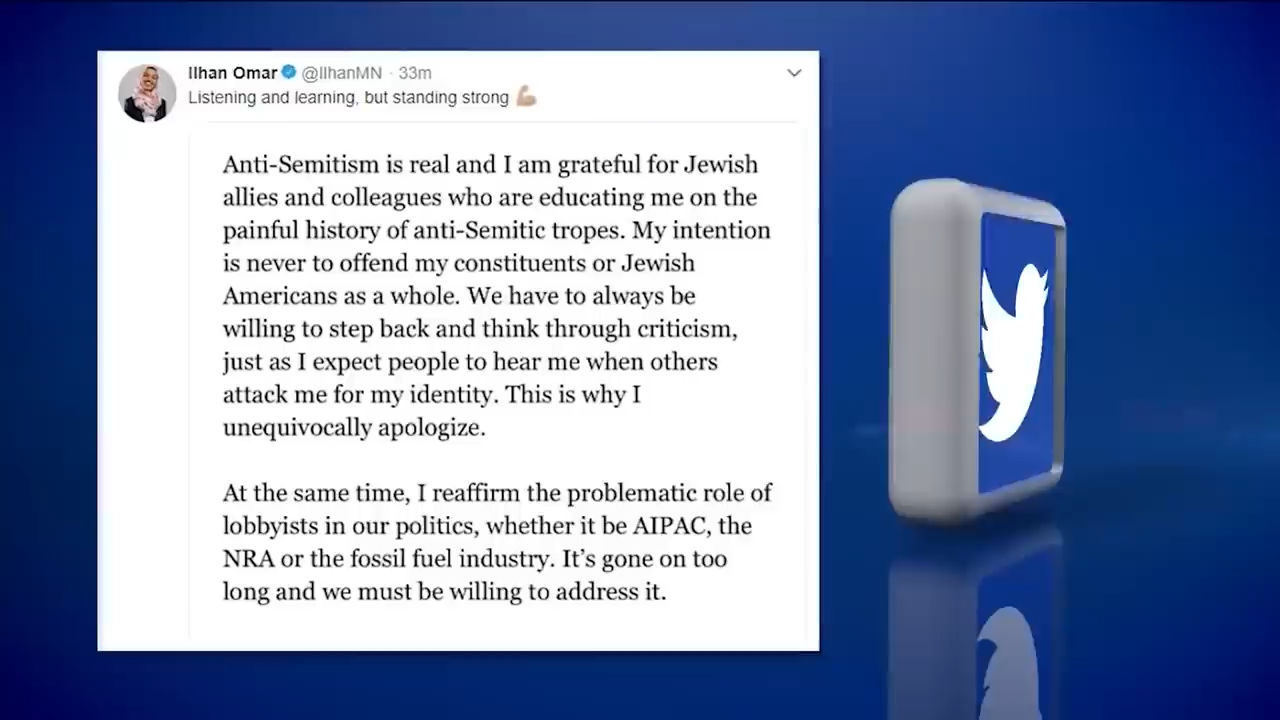 Ilhan Omar @IlhanMN · 33m
Listening and learning, but standing strong 💪🏽
Anti-Semitism is real and I am grateful for Jewish
allies and colleagues who are educating me on the
painful history of anti-Semitic tropes. My intention
is never to offend my constituents or Jewish
Americans as a whole. We have to always be
willing to step back and think through criticism,
just as I expect people to hear me when others
attack me for my identity. This is why I
unequivocally apologize.
At the same time, I reaffirm the problematic role of
lobbyists in our politics, whether it be AIPAC, the
NRA or the fossil fuel industry. It’s gone on too
long and we must be willing to address it.